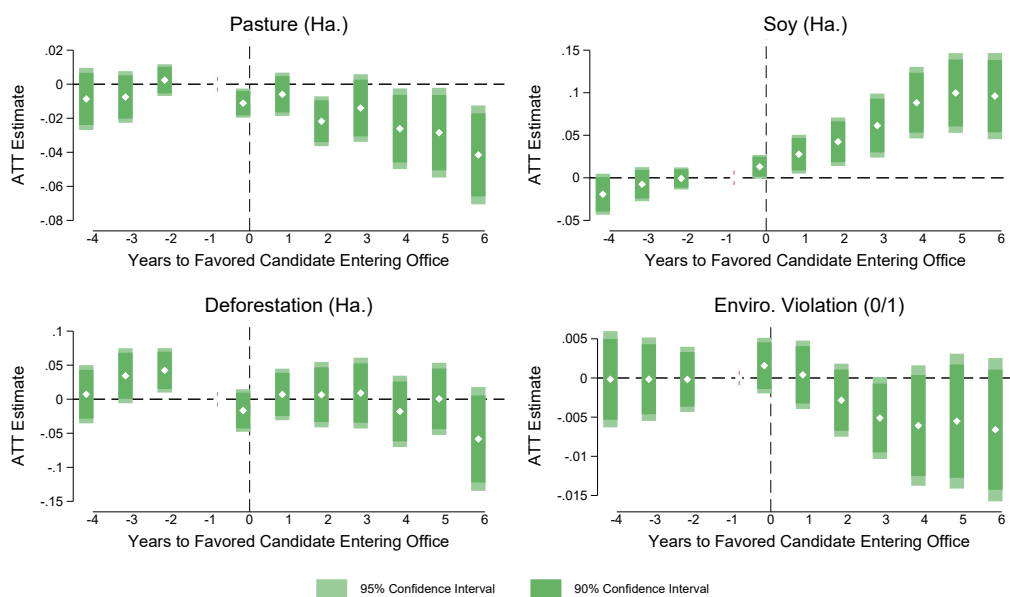 Pasture (Ha.)
.02
0
-.02
-.04
-.06
-.08
ATT Estimate
-4 -3 -2 -1 0 1 2 3 4 5 6
Years to Favored Candidate Entering Office
Soy (Ha.)
.15
.1
.05
0
-.05
ATT Estimate
-4 -3 -2 -1 0 1 2 3 4 5 6
Years to Favored Candidate Entering Office
Deforestation (Ha.)
.1
.05
0
-.05
-.1
-.15
ATT Estimate
-4 -3 -2 -1 0 1 2 3 4 5 6
Years to Favored Candidate Entering Office
Enviro. Violation (0/1)
.005
0
-.005
-.01
-.015
ATT Estimate
-4 -3 -2 -1 0 1 2 3 4 5 6
Years to Favored Candidate Entering Office
95% Confidence Interval
90% Confidence Interval